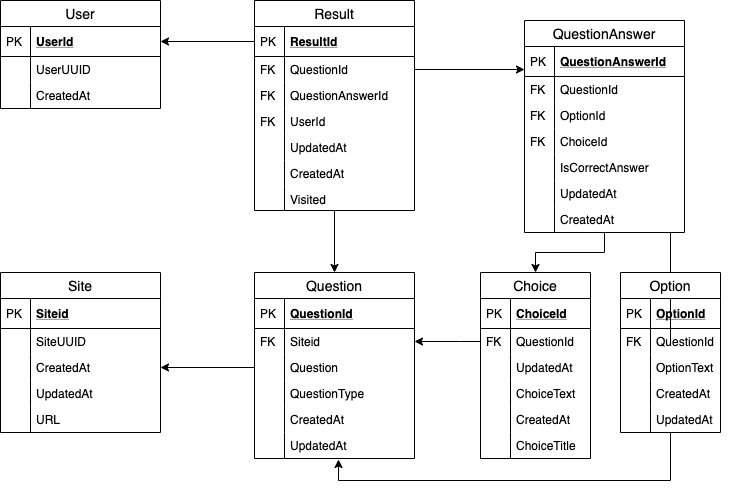 User
PK UserId
UserUUID
CreatedAt
Result
PK ResultId
FK QuestionId
FK QuestionAnswerId
FK UserId
UpdatedAt
CreatedAt
Visited
QuestionAnswer
PK QuestionAnswerId
FK QuestionId
FK OptionId
FK ChoiceId
IsCorrectAnswer
UpdatedAt
CreatedAt
Site
PK Siteid
SiteUUID
CreatedAt
UpdatedAt
URL
Question
PK QuestionId
FK Siteid
Question
QuestionType
CreatedAt
UpdatedAt
Choice
PK ChoiceId
FK QuestionId
UpdatedAt
ChoiceText
CreatedAt
ChoiceTitle
Option
PK OptionId
FK QuestionId
OptionText
CreatedAt
UpdatedAt